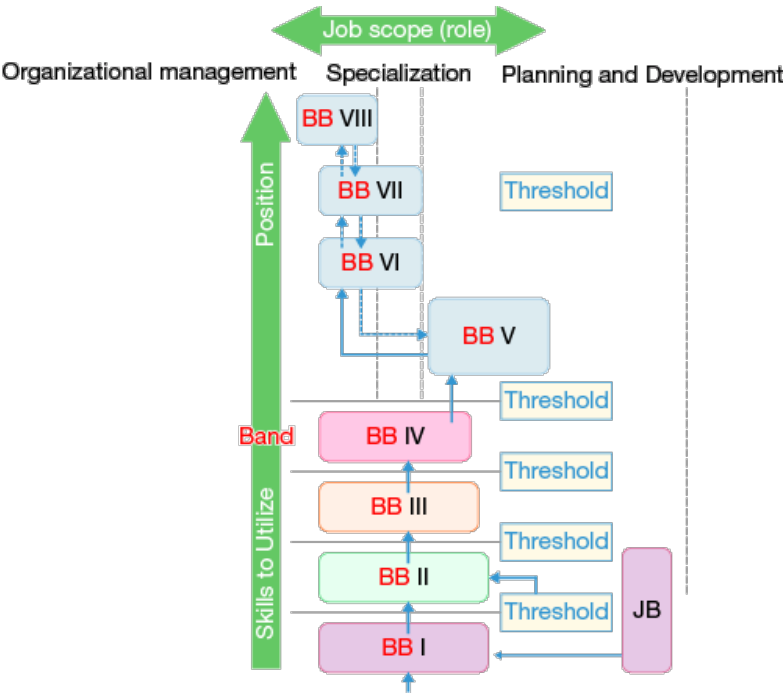 Job scope (role)
Organizational management
Specialization
Planning and Development
BB VIII
Position
BB VII
Threshold
BB VI
BB V
Threshold
Band
BB IV
Threshold
BB III
Skills to Utilize
Threshold
BB II
Threshold
JB
BB I